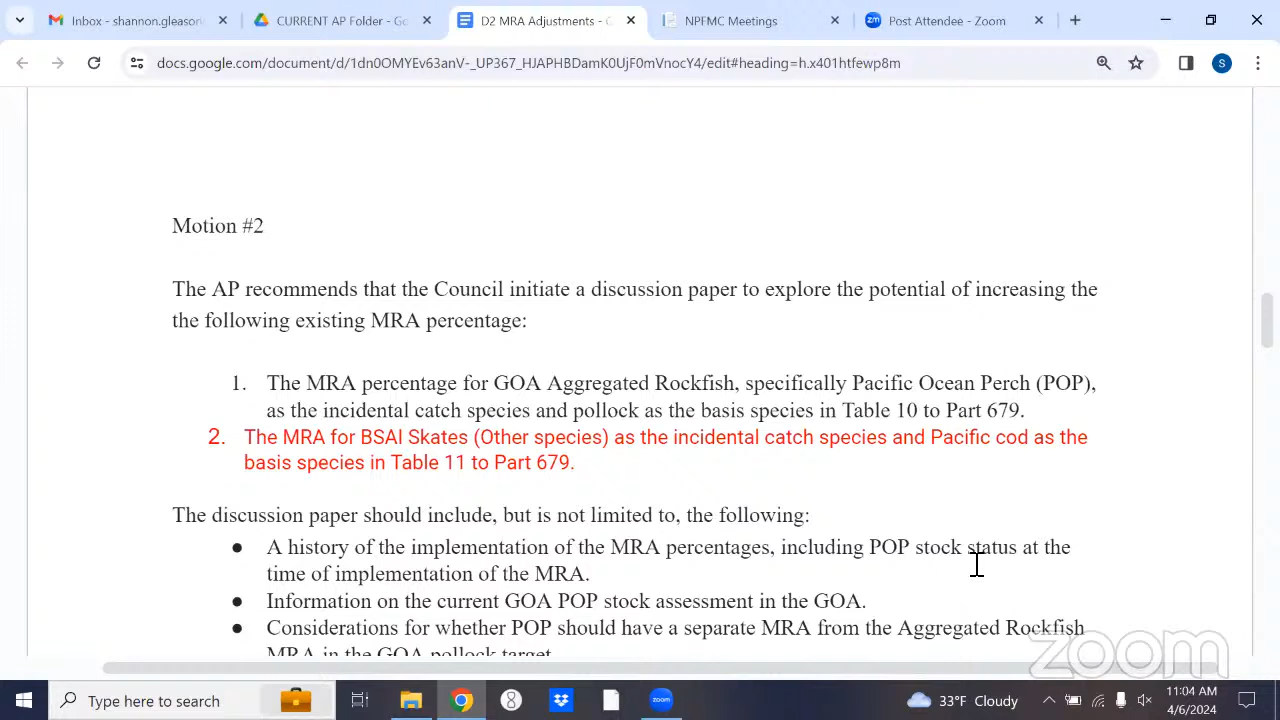 Inbox - shannon.gleason
CURRENT AP Folder - Go
D2 MRA Adjustments - G
NPFMC Meetings
Post Attendee - Zoom
docs.google.com/document/d/1dn0OMYEv63anV-_UP367_HJAPHBDamK0UjF0mVnocY4/edit#heading=h.x401htfewp8m
S
Motion #2
The AP recommends that the Council initiate a discussion paper to explore the potential of increasing the
the following existing MRA percentage:
1. The MRA percentage for GOA Aggregated Rockfish, specifically Pacific Ocean Perch (POP),
as the incidental catch species and pollock as the basis species in Table 10 to Part 679.
2. The MRA for BSAI Skates (Other species) as the incidental catch species and Pacific cod as the
basis species in Table 11 to Part 679.
The discussion paper should include, but is not limited to, the following:
● A history of the implementation of the MRA percentages, including POP stock status at the
time of implementation of the MRA.
● Information on the current GOA POP stock assessment in the GOA.
● Considerations for whether POP should have a separate MRA from the Aggregated Rockfish
MRA in the GOA pollock target
zoom
Type here to search
33°F Cloudy
11:04 AM
4/6/2024